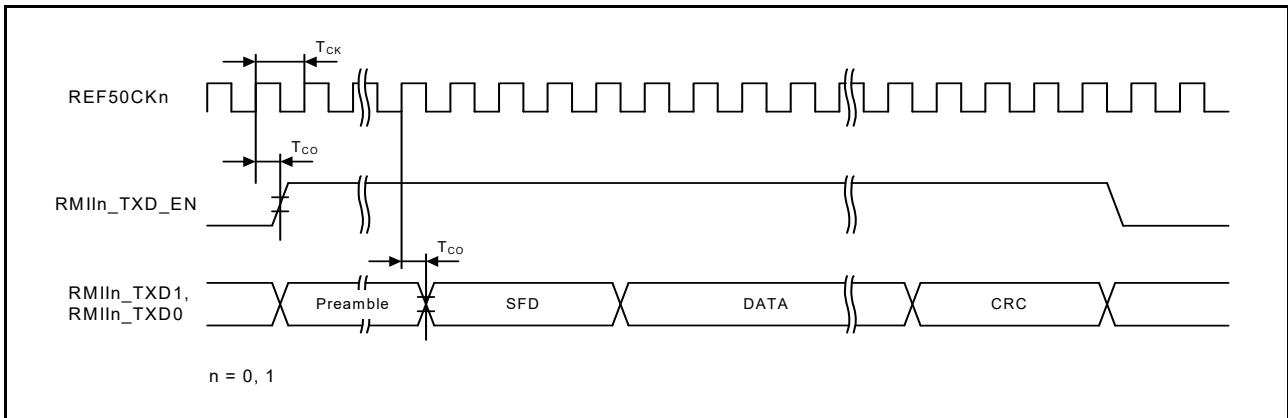 TCK
REF50CKn
TCO
RMIIn_TXD_EN
TCO
RMIIn_TXD1,
RMIIn_TXD0
Preamble
SFD
DATA
CRC
n = 0, 1